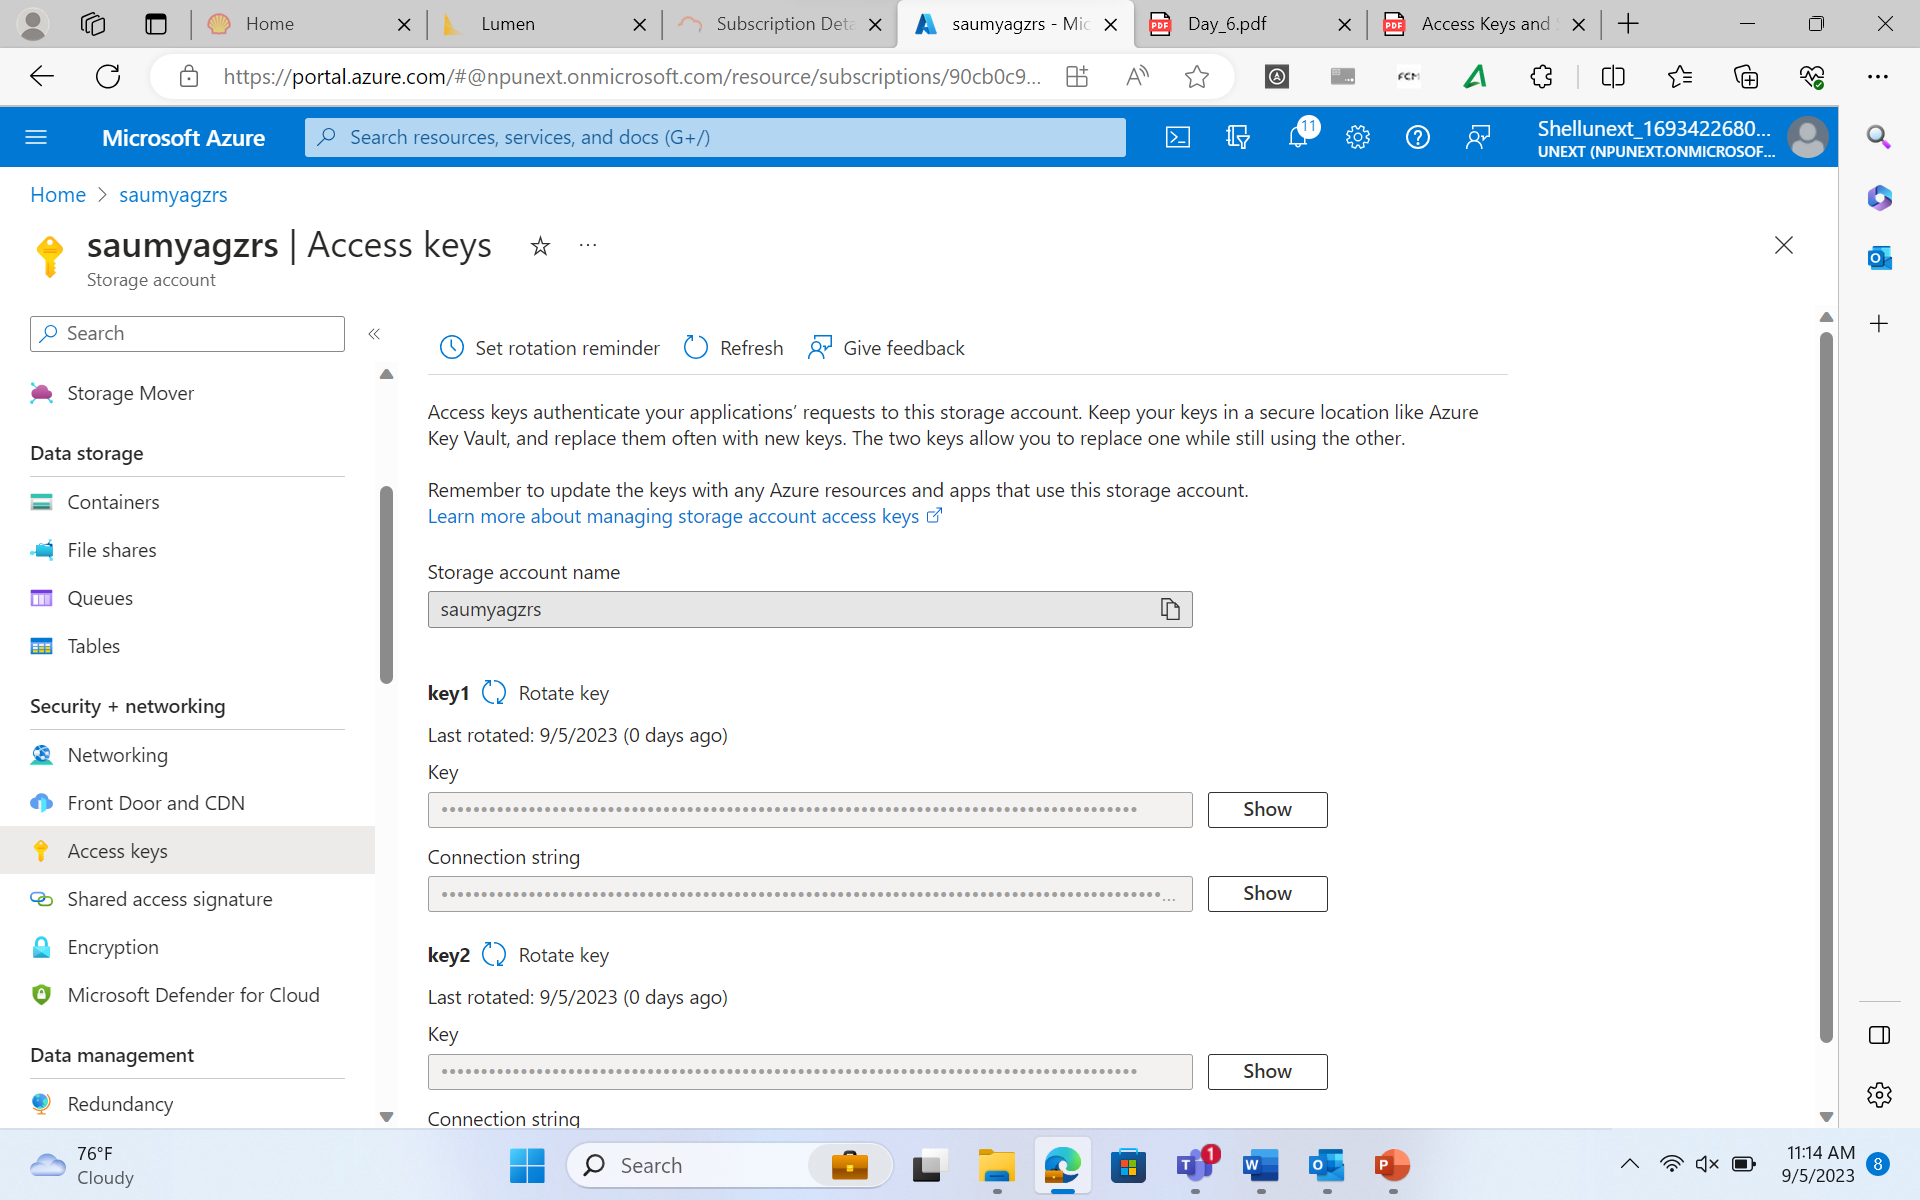 Home
Lumen
Subscription Deta
saumyagzrs - Mic
Day_6.pdf
Access Keys and S
https://portal.azure.com/#@npunext.onmicrosoft.com/resource/subscriptions/90cb0c9...
FCM
Microsoft Azure
Search resources, services, and docs (G+/)
11
Shellunext_1693422680...
UNEXT (NPUNEXT.ONMICROSOF...
Home > saumyagzrs
saumyagzrs | Access keys
Storage account
Search
Storage Mover
Data storage
Containers
File shares
Queues
Tables
Security + networking
Networking
Front Door and CDN
Access keys
Shared access signature
Encryption
Microsoft Defender for Cloud
Data management
Redundancy
Set rotation reminder
Refresh
Give feedback
Access keys authenticate your applications’ requests to this storage account. Keep your keys in a secure location like Azure
Key Vault, and replace them often with new keys. The two keys allow you to replace one while still using the other.
Remember to update the keys with any Azure resources and apps that use this storage account.
Learn more about managing storage account access keys
Storage account name
saumyagzrs
key1 Rotate key
Last rotated: 9/5/2023 (0 days ago)
Key
Show
Connection string
Show
key2 Rotate key
Last rotated: 9/5/2023 (0 days ago)
Key
Show
Connection string
76°F
Cloudy
Search
1
11:14 AM
9/5/2023
8